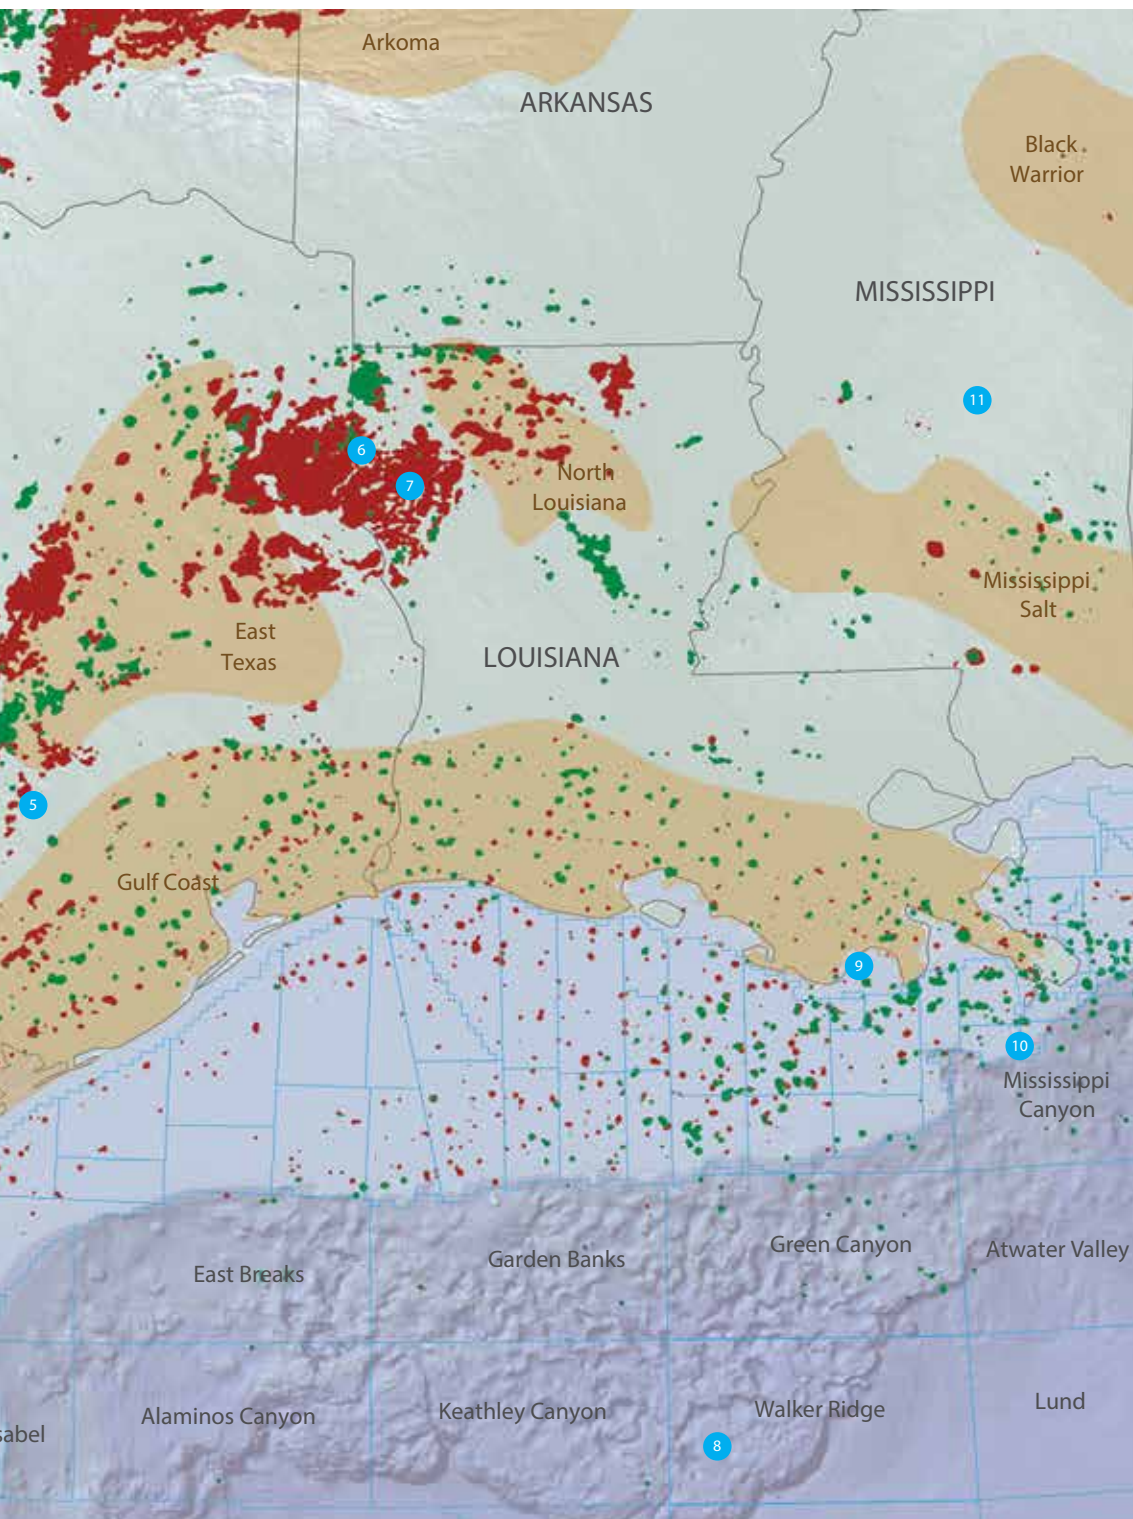 Arkoma
ARKANSAS
Black
Warrior
MISSISSIPPI
11
6
7
North
Louisiana
Mississippi
Salt
East
Texas
LOUISIANA
5
Gulf Coast
9
10
Mississippi
Canyon
Green Canyon
Atwater Valley
Garden Banks
East Breaks
Lund
Walker Ridge
Keathley Canyon
Alaminos Canyon
sabel
8